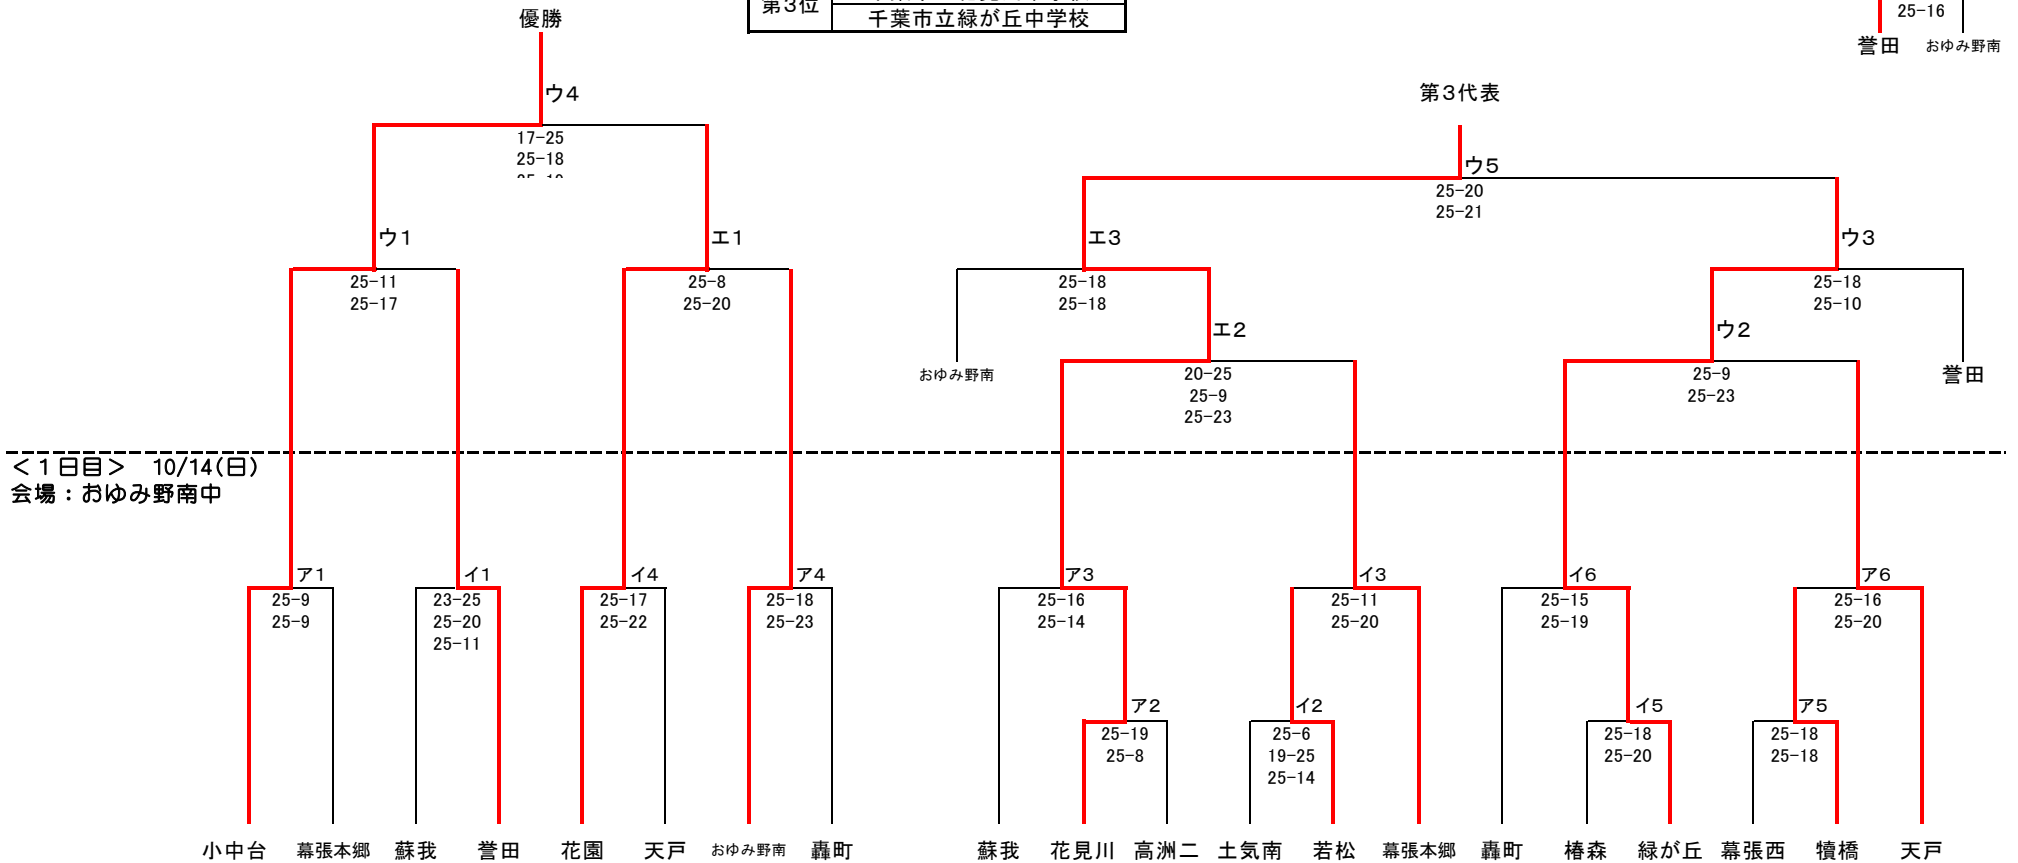 優勝
第3位
千葉市立緑が丘中学校
25-16
誉田
おゆみ野南
ウ4
17-25
25-18
第3代表
ウ5
25-20
25-21
ウ1
25-11
25-17
エ1
25-8
25-20
エ3
25-18
25-18
ウ3
25-18
25-10
エ2
20-25
25-9
25-23
ウ2
25-9
25-23
おゆみ野南
誉田
<1日目> 10/14(日)
会場:おゆみ野南中
ア1
25-9
25-9
イ1
23-25
25-20
25-11
イ4
25-17
25-22
ア4
25-18
25-23
ア3
25-16
25-14
イ3
25-11
25-20
イ6
25-15
25-19
ア6
25-16
25-20
ア2
25-19
25-8
イ2
25-6
19-25
25-14
イ5
25-18
25-20
ア5
25-18
25-18
小中台 幕張本郷 蘇我 誉田 花園 天戸 おゆみ野南 轟町 蘇我 花見川 高洲二 土気南 若松 幕張本郷 轟町 椿森 緑が丘 幕張西 犢橋 天戸